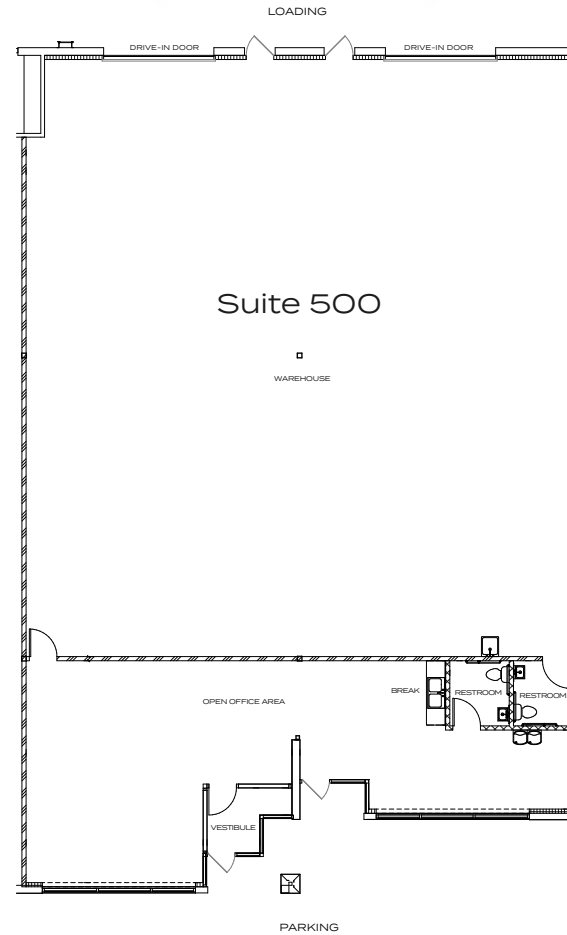 LOADING
DRIVE-IN DOOR
DRIVE-IN DOOR
Suite 500
WAREHOUSE
BREAK
RESTROOM
RESTROOM
OPEN OFFICE AREA
VESTIBULE
PARKING